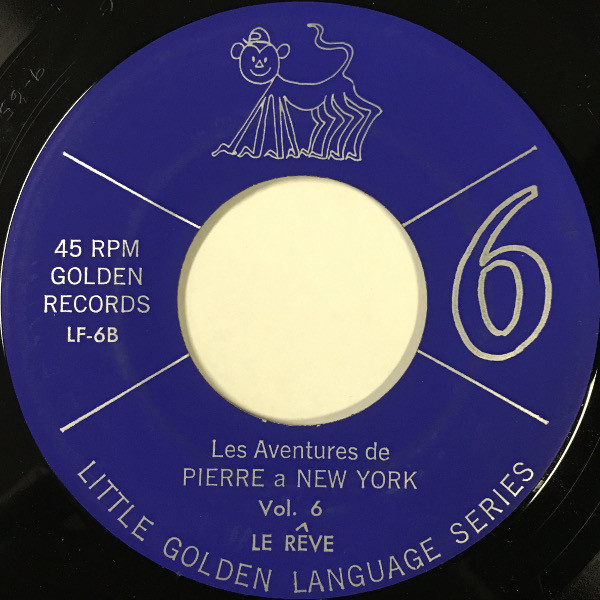 45 RPM
GOLDEN
RECORDS
LF-6B
6
Les Aventures de
PIERRE a NEW YORK
Vol. 6
LE RÊVE
LITTLE GOLDEN LANGUAGE SERIES